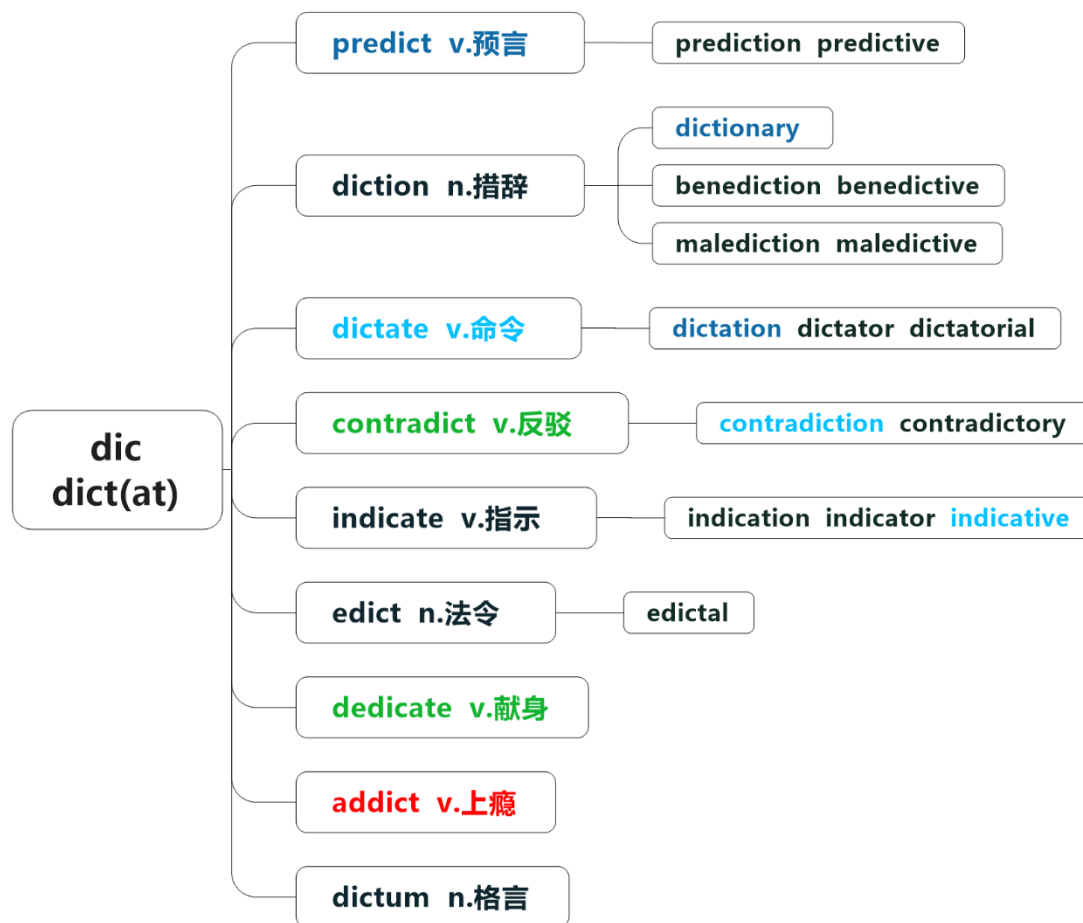 dic
dict(at)
predict v.预言
prediction predictive
diction n.措辞
dictionary
benediction benedictive
malediction maledictive
dictate v.命令
dictation dictator dictatorial
contradict v.反驳
contradiction contradictory
indicate v.指示
indication indicator indicative
edict n.法令
edictal
dedicate v.献身
addict v.上瘾
dictum n.格言